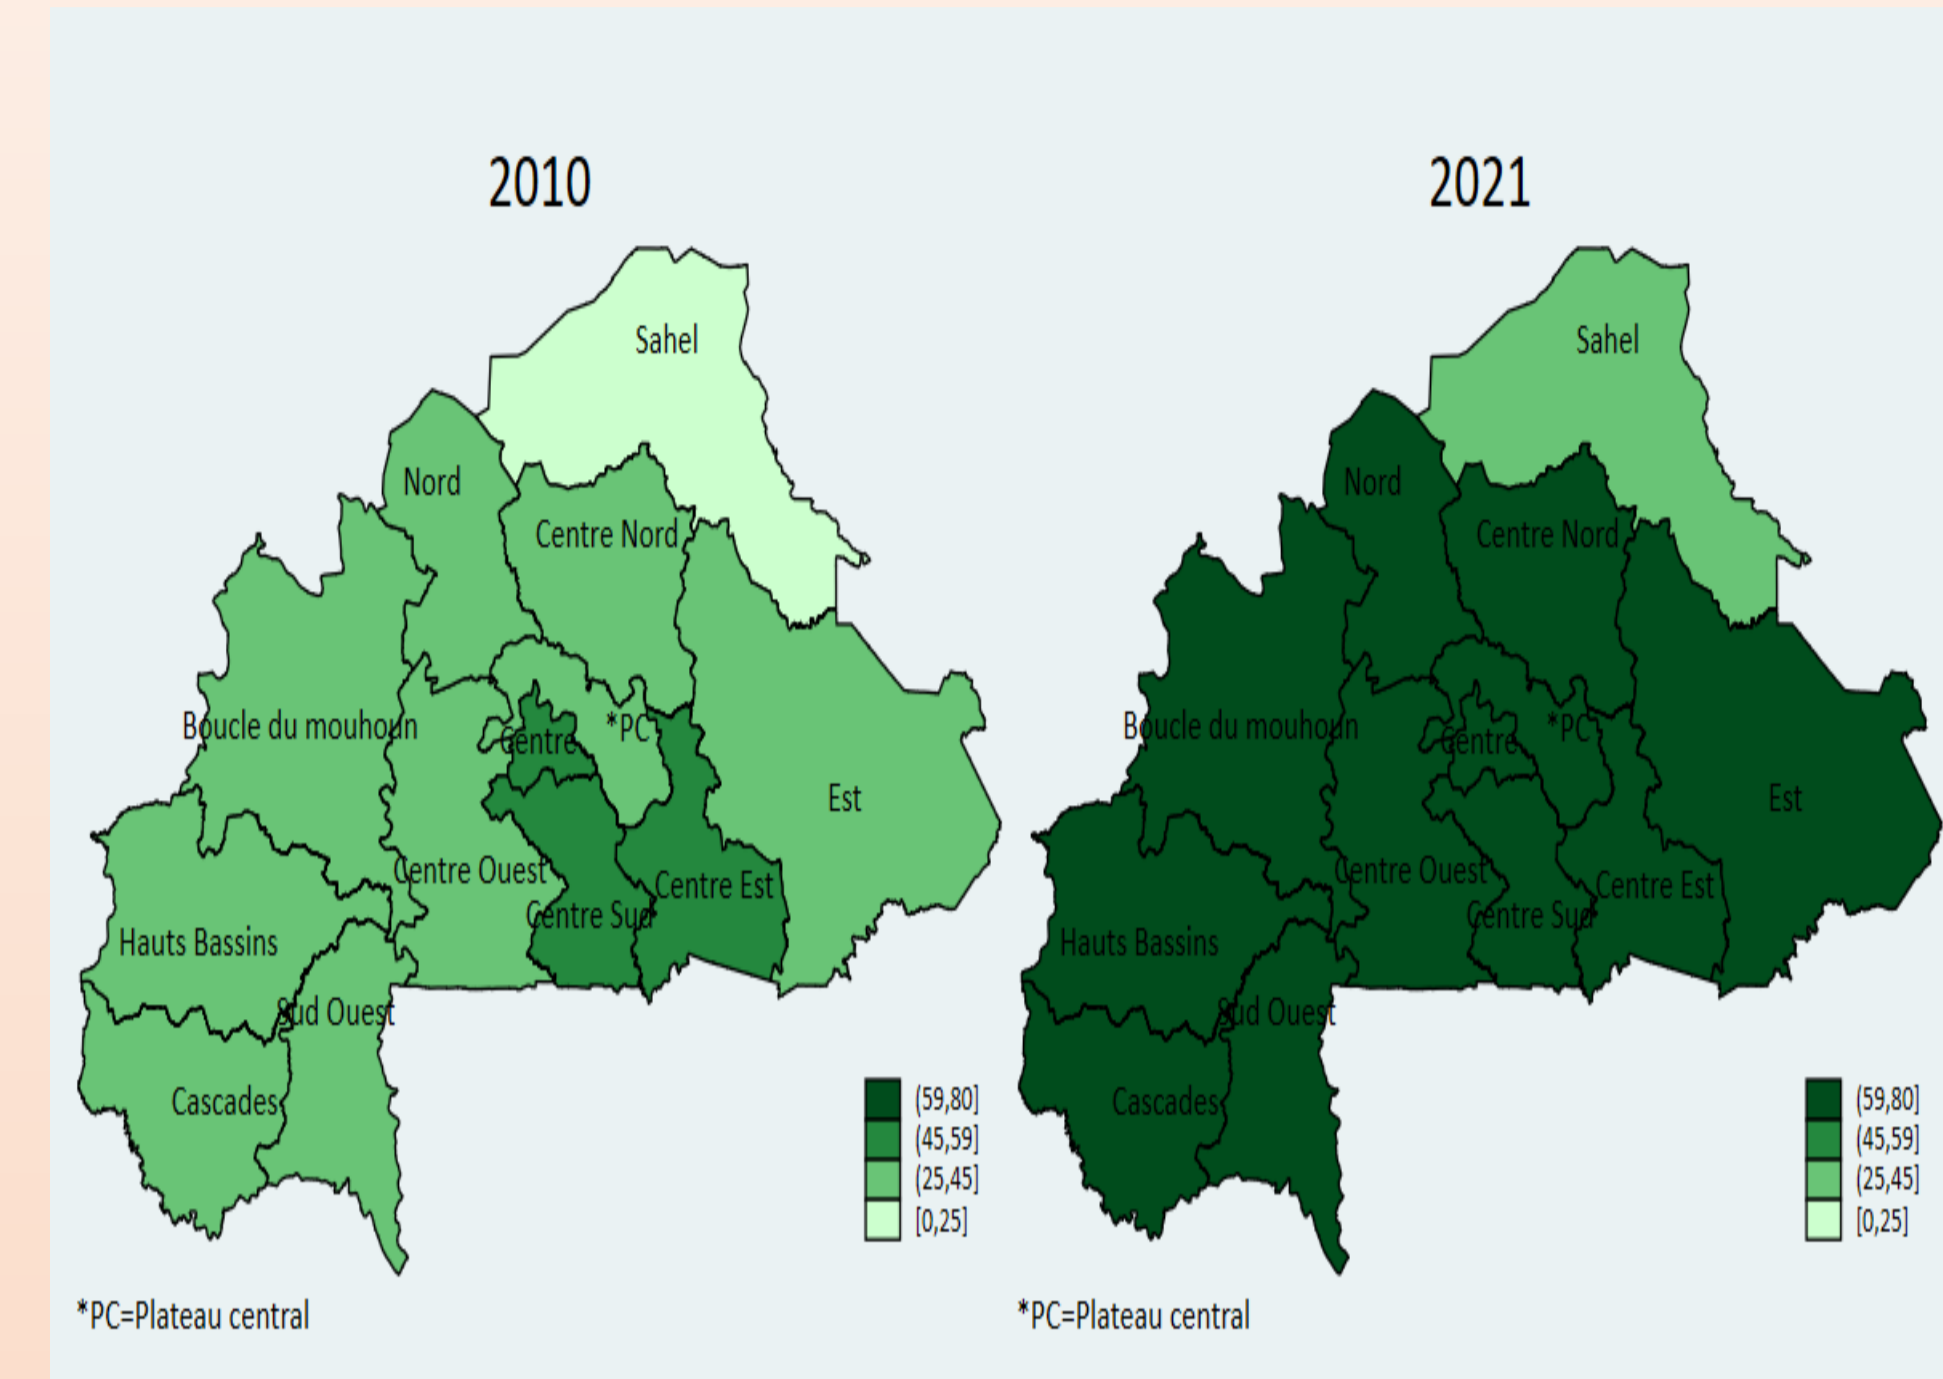 2010
Sahel
Nord
Centre Nord
Boucle du mouhoun
Centre
*PC
Est
Centre Ouest
Centre Est
Centre Sud
Hauts Bassins
Sud Ouest
Cascades
(59,80]
(45,59]
(25,45]
[0,25]
*PC=Plateau central
2021
Sahel
Nord
Centre Nord
Boucle du mouhoun
Centre
*PC
Est
Centre Ouest
Centre Est
Centre Sud
Hauts Bassins
Sud Ouest
Cascades
(59,80]
(45,59]
(25,45]
[0,25]
*PC=Plateau central